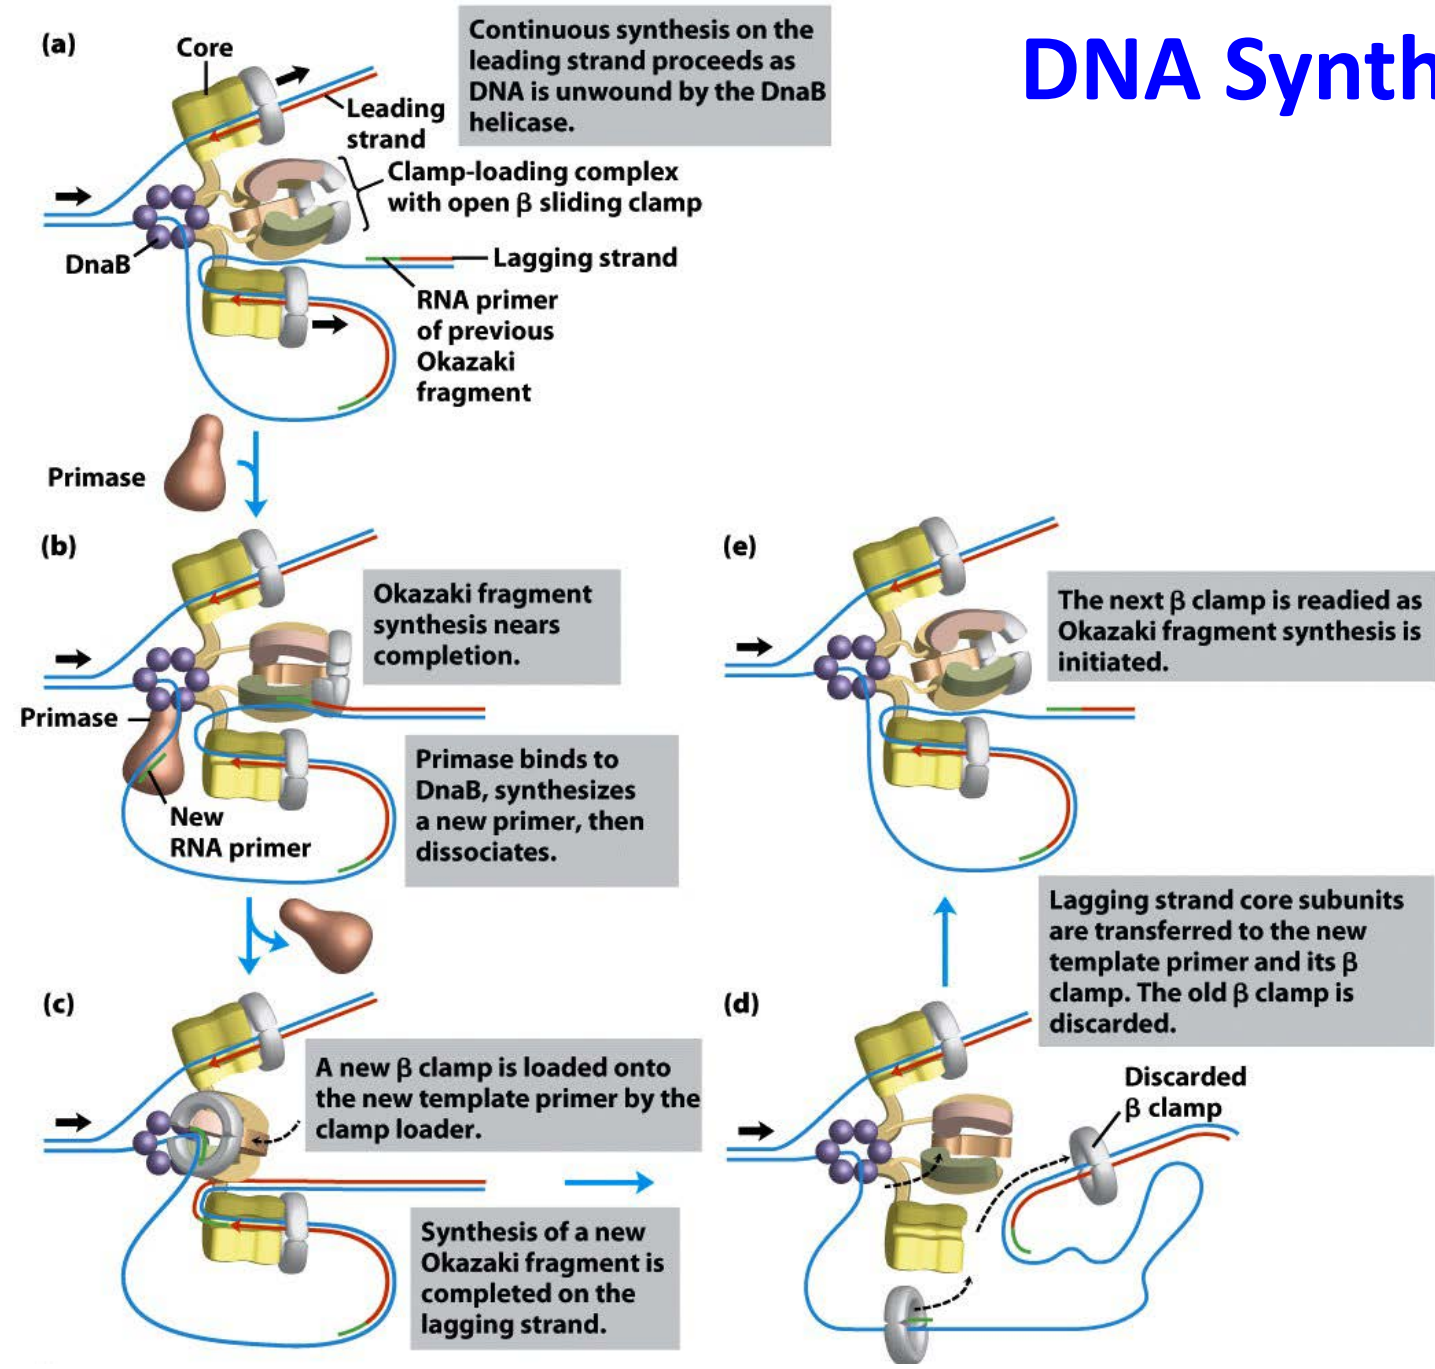 DNA Synth
(a)
Core
Continuous synthesis on the
leading strand proceeds as
DNA is unwound by the DnaB
helicase.
Leading
strand
Clamp-loading complex
with open β sliding clamp
DnaB
Lagging strand
RNA primer
of previous
Okazaki
fragment
Primase
(b)
Okazaki fragment
synthesis nears
completion.
Primase
New
RNA primer
Primase binds to
DnaB, synthesizes
a new primer, then
dissociates.
(c)
A new β clamp is loaded onto
the new template primer by the
clamp loader.
Synthesis of a new
Okazaki fragment is
completed on the
lagging strand.
(e)
The next β clamp is readied as
Okazaki fragment synthesis is
initiated.
Lagging strand core subunits
are transferred to the new
template primer and its β
clamp. The old β clamp is
discarded.
(d)
Discarded
β clamp